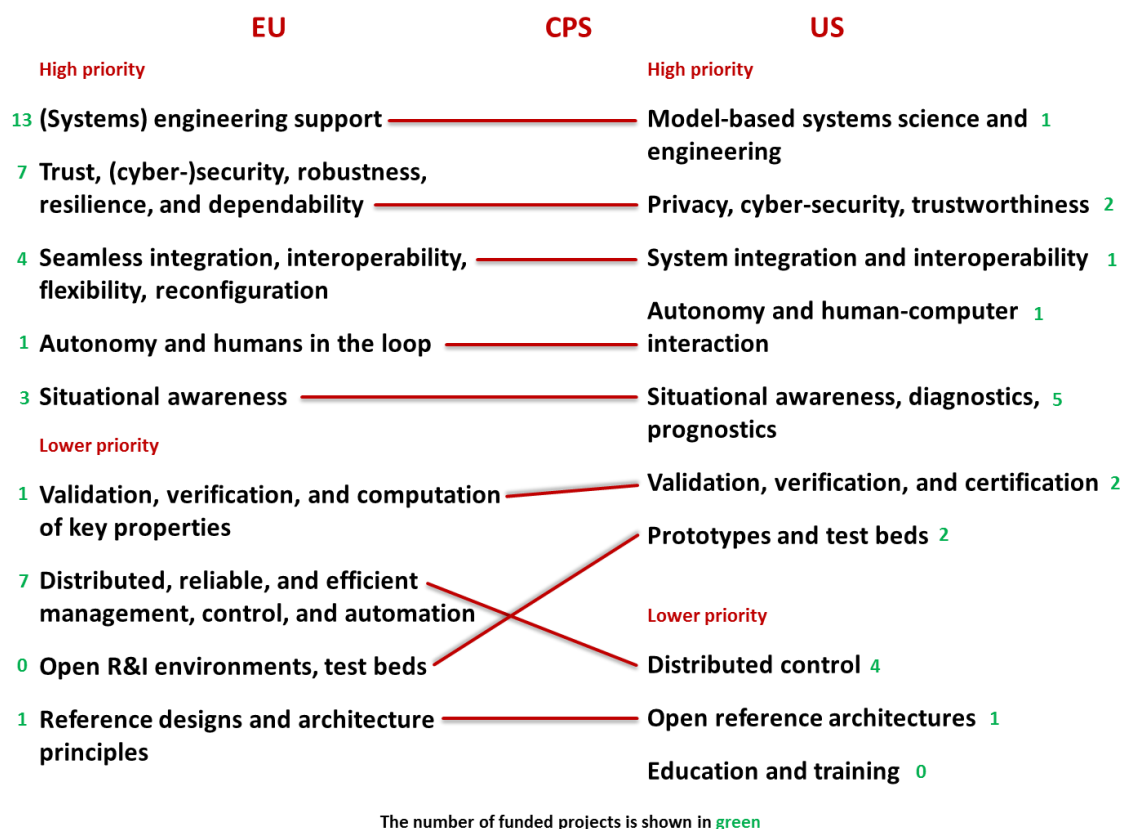 EU CPS US
High priority
13 (Systems) engineering support
7 Trust, (cyber-)security, robustness,
resilience, and dependability
4 Seamless integration, interoperability,
flexibility, reconfiguration
1 Autonomy and humans in the loop
3 Situational awareness
Lower priority
1 Validation, verification, and computation
of key properties
7 Distributed, reliable, and efficient
management, control, and automation
0 Open R&I environments, test beds
1 Reference designs and architecture
principles
High priority
Model-based systems science and 1
engineering
Privacy, cyber-security, trustworthiness 2
System integration and interoperability 1
Autonomy and human-computer 1
interaction
Situational awareness, diagnostics, 5
prognostics
Validation, verification, and certification 2
Prototypes and test beds 2
Lower priority
Distributed control 4
Open reference architectures 1
Education and training 0
The number of funded projects is shown in green